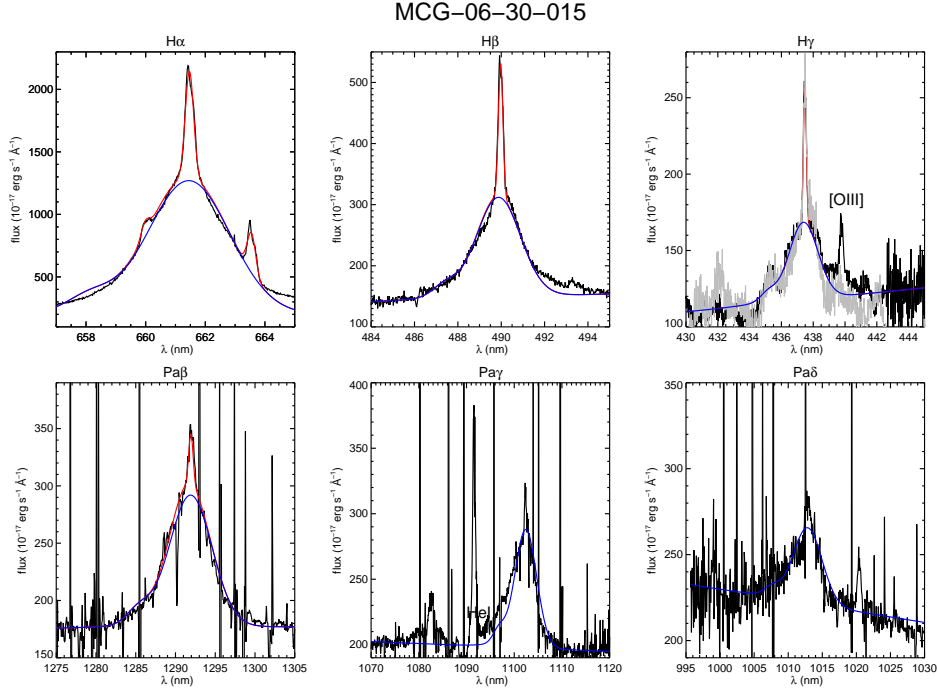 MCG−06−30−015
Hα
Hβ
Hγ
flux (10⁻¹⁷ erg s⁻¹ Å⁻¹)
2000
1500
1000
500
658 660 662 664
λ (nm)
flux (10⁻¹⁷ erg s⁻¹ Å⁻¹)
500
400
300
200
100
484 486 488 490 492 494
λ (nm)
flux (10⁻¹⁷ erg s⁻¹ Å⁻¹)
250
200
150
100
[OIII]
430 432 434 436 438 440 442 444
λ (nm)
Paβ
Paγ
Paδ
flux (10⁻¹⁷ erg s⁻¹ Å⁻¹)
350
300
250
200
150
1275 1280 1285 1290 1295 1300 1305
λ (nm)
flux (10⁻¹⁷ erg s⁻¹ Å⁻¹)
400
350
300
250
200
HeI
1070 1080 1090 1100 1110 1120
λ (nm)
flux (10⁻¹⁷ erg s⁻¹ Å⁻¹)
350
300
250
200
995 1000 1005 1010 1015 1020 1025 1030
λ (nm)